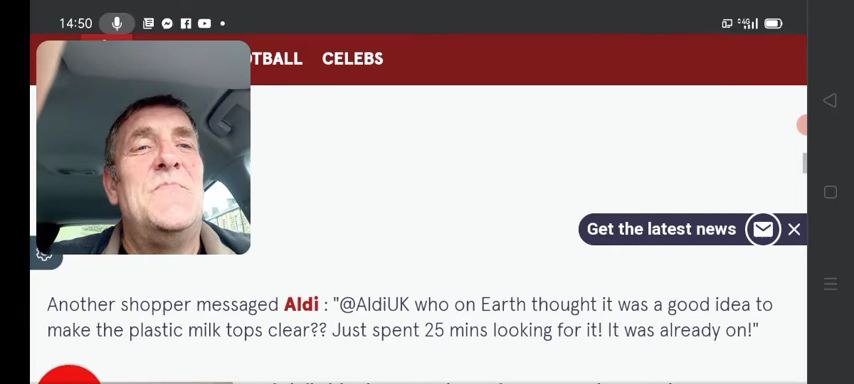 14:50
4G
OTBALL CELEBS
Get the latest news
Another shopper messaged Aldi : "@AldiUK who on Earth thought it was a good idea to
make the plastic milk tops clear?? Just spent 25 mins looking for it! It was already on!"